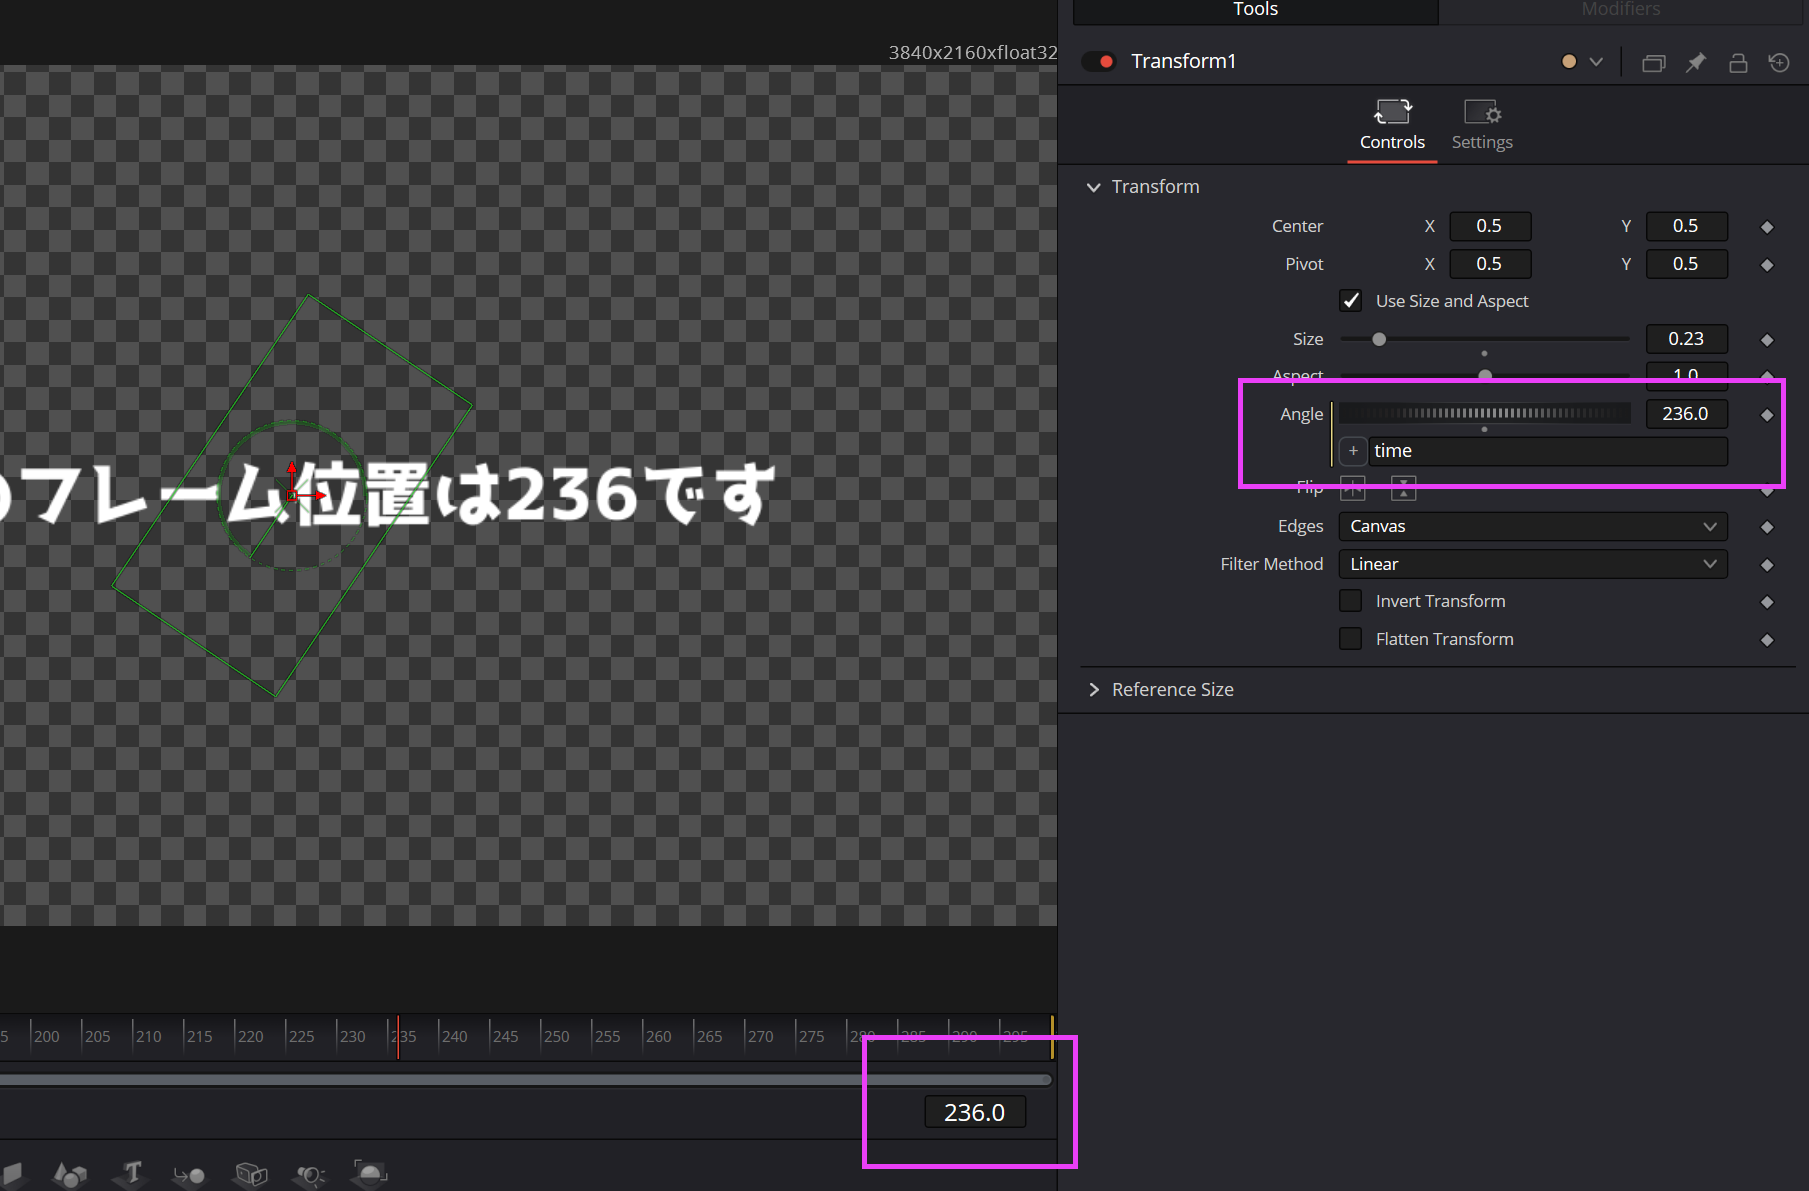 Tools
Modifiers
3840x2160xfloat32
Transform1
Controls
Settings
Transform
Center X 0.5 Y 0.5
Pivot X 0.5 Y 0.5
Use Size and Aspect
Size 0.23
Aspect 1.0
Angle 236.0
+ time
Flip
Edges Canvas
Filter Method Linear
Invert Transform
Flatten Transform
Reference Size
フレーム位置は236です
5 200 205 210 215 220 225 230 235 240 245 250 255 260 265 270 275 280 285 290 295
236.0